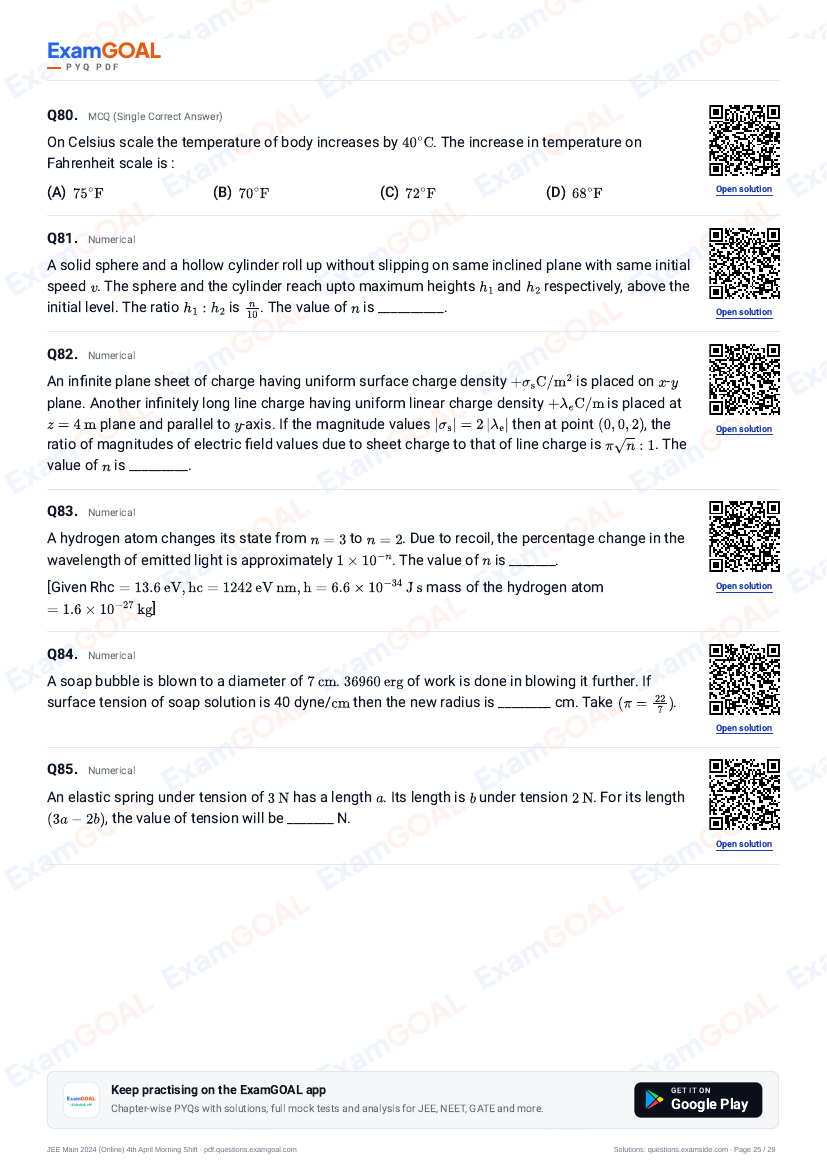 ExamGOAL
PYQ PDF
Q80. MCQ (Single Correct Answer)
On Celsius scale the temperature of body increases by 40°C. The increase in temperature on
Fahrenheit scale is :
(A) 75°F (B) 70°F (C) 72°F (D) 68°F
Open solution
Q81. Numerical
A solid sphere and a hollow cylinder roll up without slipping on same inclined plane with same initial
speed v. The sphere and the cylinder reach upto maximum heights h₁ and h₂ respectively, above the
initial level. The ratio h₁ : h₂ is n/10. The value of n is __________.
Open solution
Q82. Numerical
An infinite plane sheet of charge having uniform surface charge density +σₛC/m² is placed on x-y
plane. Another infinitely long line charge having uniform linear charge density +λₑC/m is placed at
z = 4 m plane and parallel to y-axis. If the magnitude values |σₛ| = 2 |λₑ| then at point (0, 0, 2), the
ratio of magnitudes of electric field values due to sheet charge to that of line charge is π√n : 1. The
value of n is _________.
Open solution
Q83. Numerical
A hydrogen atom changes its state from n = 3 to n = 2. Due to recoil, the percentage change in the
wavelength of emitted light is approximately 1 × 10⁻ⁿ. The value of n is _______.
[Given Rhc = 13.6 eV, hc = 1242 eV nm, h = 6.6 × 10⁻³⁴ J s mass of the hydrogen atom
= 1.6 × 10⁻²⁷ kg]
Open solution
Q84. Numerical
A soap bubble is blown to a diameter of 7 cm. 36960 erg of work is done in blowing it further. If
surface tension of soap solution is 40 dyne/cm then the new radius is ________ cm. Take (π = 22/7).
Open solution
Q85. Numerical
An elastic spring under tension of 3 N has a length a. Its length is b under tension 2 N. For its length
(3a − 2b), the value of tension will be _______ N.
Open solution
Keep practising on the ExamGOAL app
Chapter-wise PYQs with solutions, full mock tests and analysis for JEE, NEET, GATE and more.
GET IT ON
Google Play
JEE Main 2024 (Online) 4th April Morning Shift · pdf.questions.examgoal.com
Solutions: questions.examside.com · Page 25 / 29